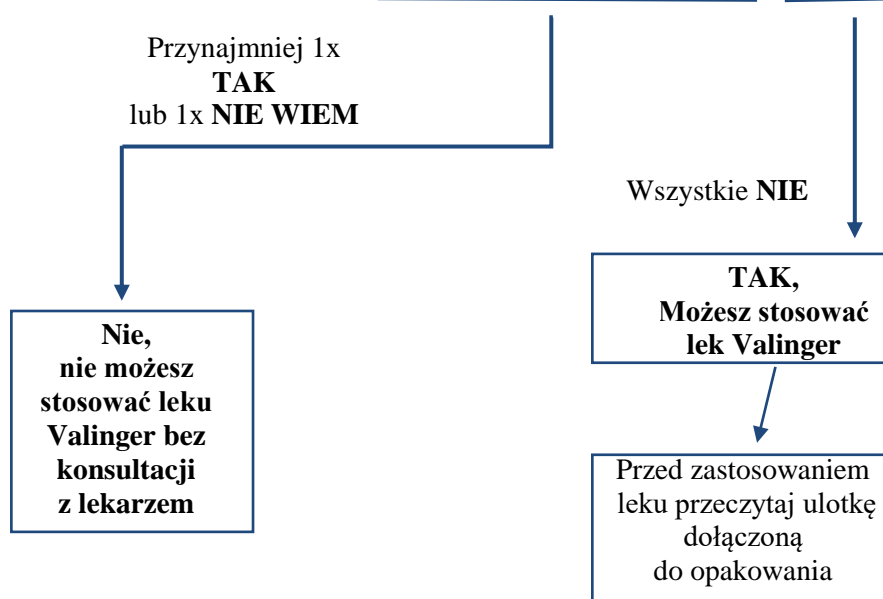 Przynajmniej 1x
TAK
lub 1x NIE WIEM
Wszystkie NIE
TAK,
Możesz stosować
lek Valinger
Nie,
nie możesz
stosować leku
Valinger bez
konsultacji
z lekarzem
Przed zastosowaniem
leku przeczytaj ulotkę
dołączoną
do opakowania